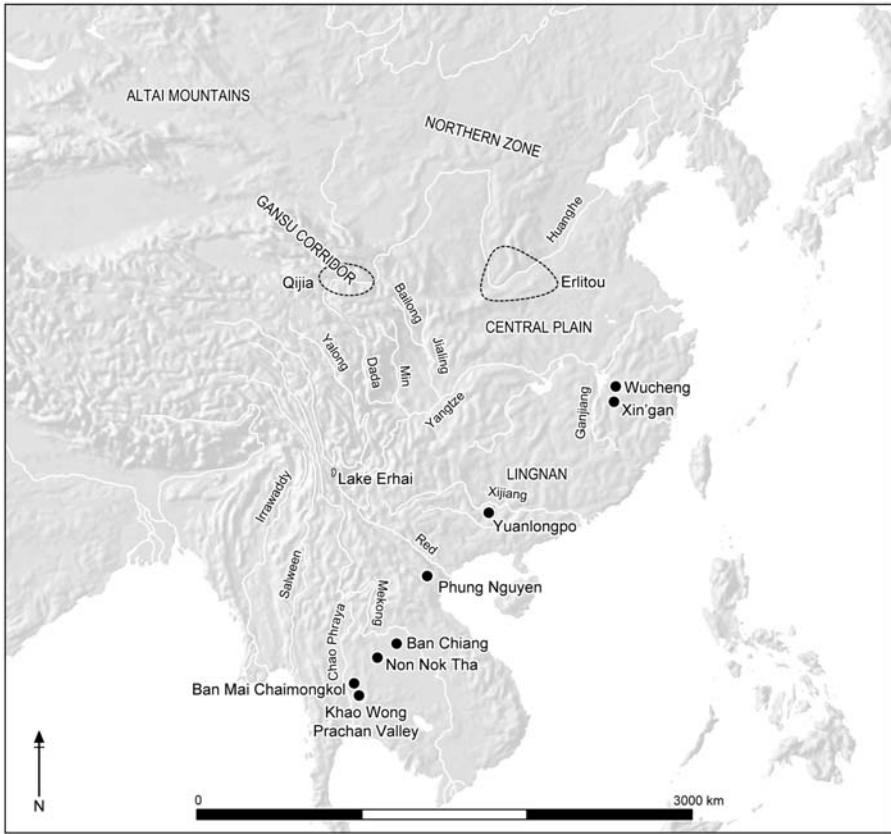 ALTAI MOUNTAINS
NORTHERN ZONE
Huanghe
GANSU CORRIDOR
Qijia
Erlitou
Bailong
CENTRAL PLAIN
Yalong
Dada
Min
Jialing
Wucheng
Xin'gan
Yangtze
Ganjiang
Lake Erhai
LINGNAN
Irrawaddy
Xijiang
Yuanlongpo
Red
Salween
Phung Nguyen
Mekong
Chao Phraya
Ban Chiang
Non Nok Tha
Ban Mai Chaimongkol
Khao Wong
Prachan Valley
N
0
3000 km